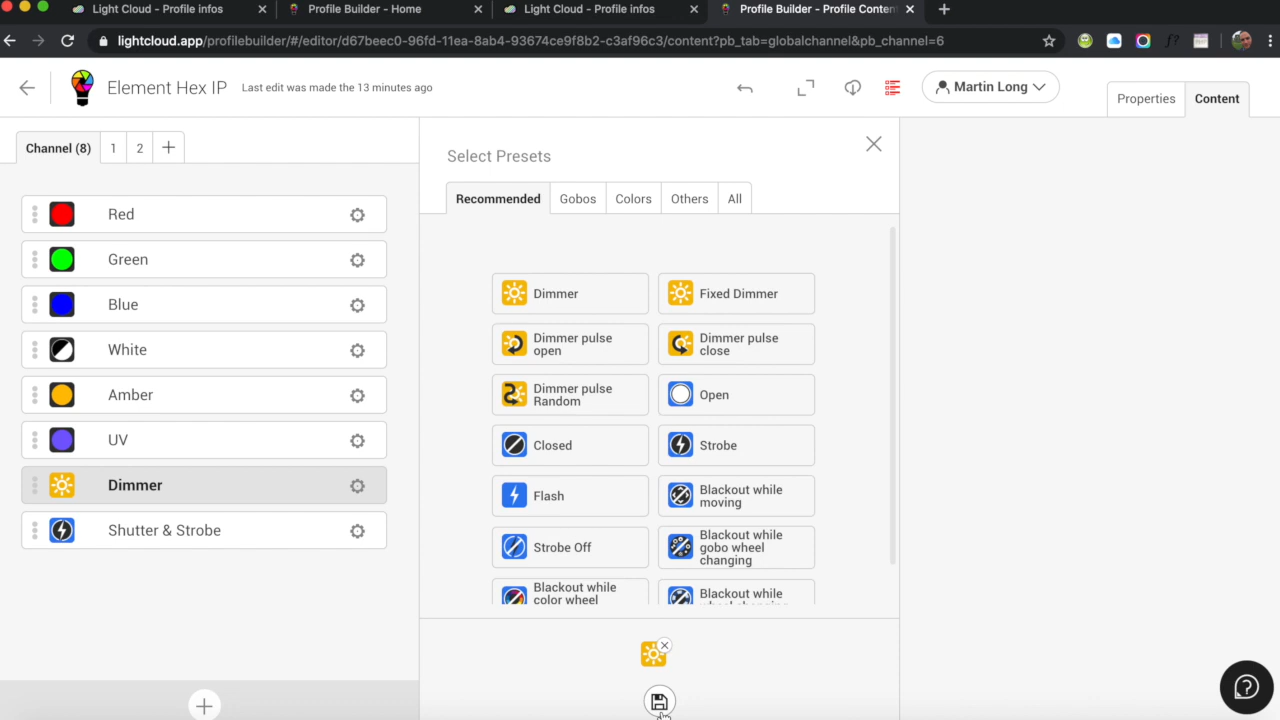 Light Cloud - Profile infos
Profile Builder - Home
Light Cloud - Profile infos
Profile Builder - Profile Conten
lightcloud.app/profilebuilder/#/editor/d67beec0-96fd-11ea-8ab4-93674ce9f8b2-c3af96c3/content?pb_tab=globalchannel&pb_channel=6
Element Hex IP
Last edit was made the 13 minutes ago
Martin Long
Properties
Content
Channel (8)
1
2
Select Presets
Recommended
Gobos
Colors
Others
All
Red
Green
Blue
White
Amber
UV
Dimmer
Shutter & Strobe
Dimmer
Fixed Dimmer
Dimmer pulse
open
Dimmer pulse
close
Dimmer pulse
Random
Open
Closed
Strobe
Flash
Blackout while
moving
Strobe Off
Blackout while
gobo wheel
changing
Blackout while
color wheel
Blackout while